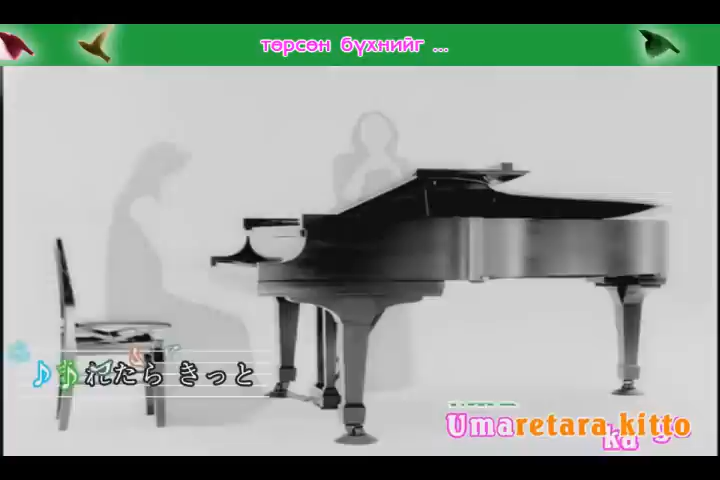 төрсөн бүхнийг ...
れたら きっと
Umaretara kitto